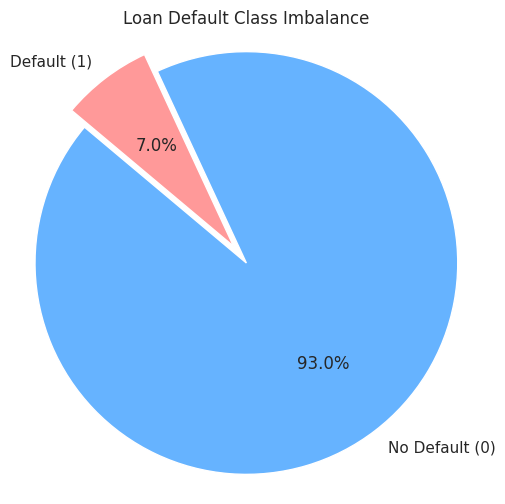 Loan Default Class Imbalance
Default (1)
7.0%
93.0%
No Default (0)